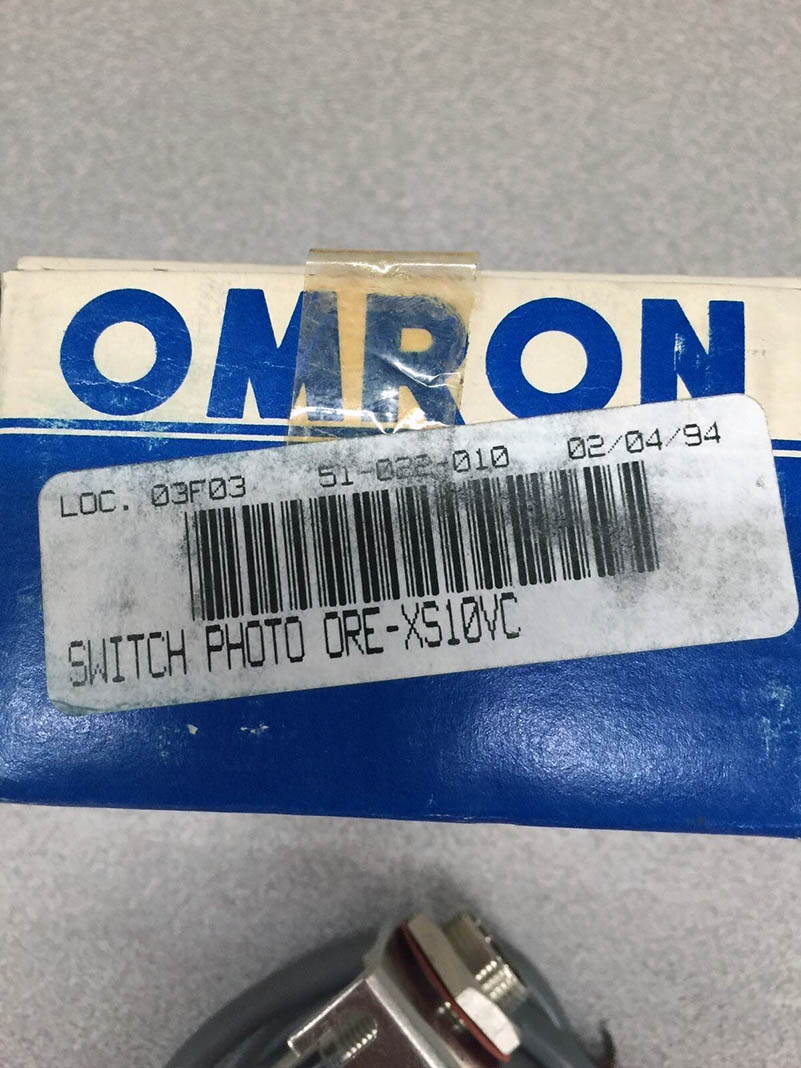 OMRON
LOC. 03F03 51-022-010 02/04/94
SWITCH PHOTO ORE-XS10VC